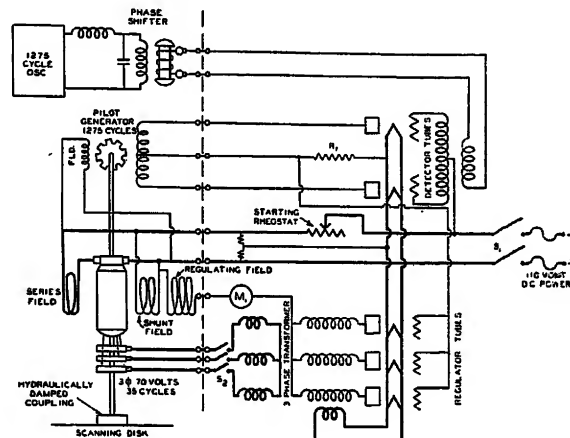 PHASE
SHIFTER
1275
CYCLE
OSC
PILOT
GENERATOR
1275 CYCLES
FLD.
R₁
DETECTOR TUBES
STARTING
RHEOSTAT
S₁
110 VOLT
DC POWER
REGULATING FIELD
SERIES
FIELD
SHUNT
FIELD
M₁
3 PHASE TRANSFORMER
REGULATOR TUBES
S₂
3Φ 70 VOLTS
35 CYCLES
HYDRAULICALLY
DAMPED
COUPLING
SCANNING DISK